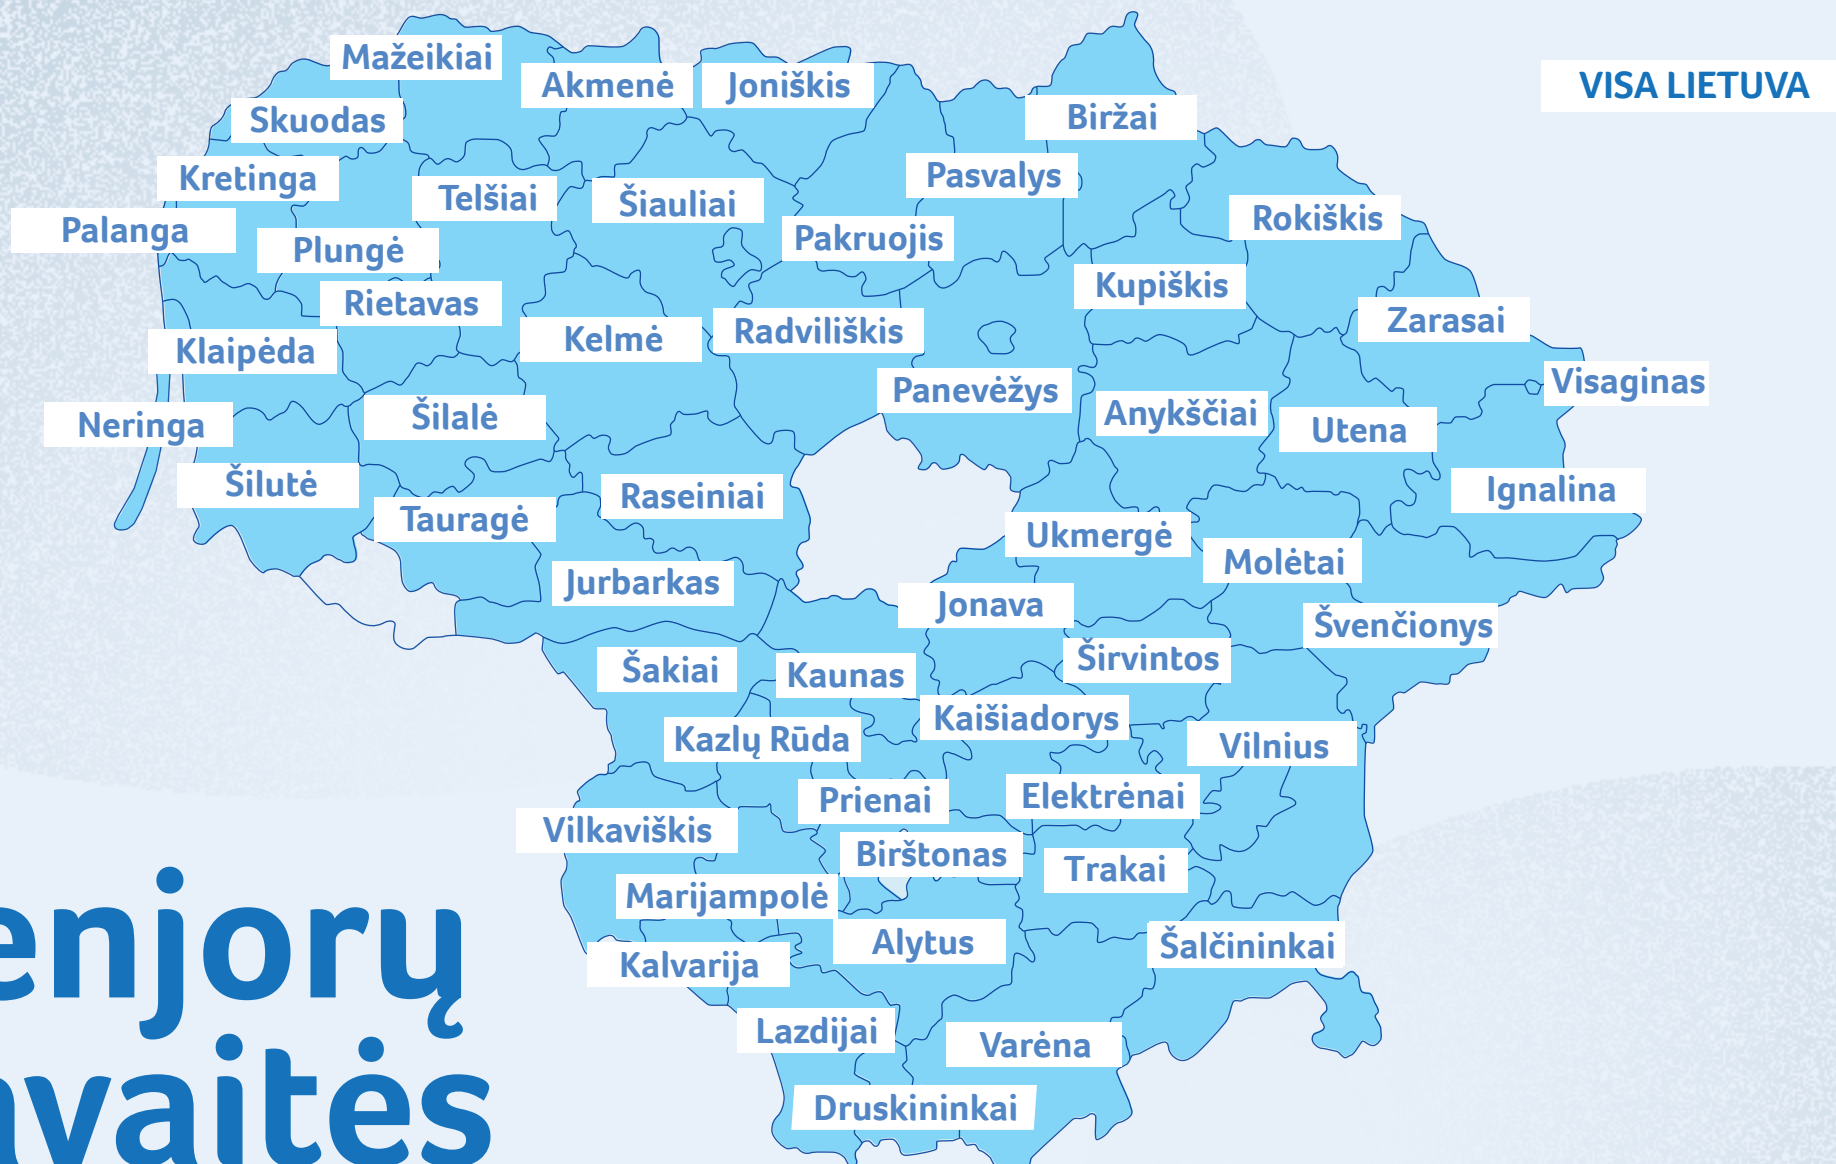 Mažeikiai
Akmenė
Joniškis
VISA LIETUVA
Skuodas
Biržai
Kretinga
Pasvalys
Telšiai
Šiauliai
Rokiškis
Palanga
Pakruojis
Plungė
Kupiškis
Rietavas
Zarasai
Kelmė
Radviliškis
Klaipėda
Visaginas
Panevėžys
Anykščiai
Šilalė
Neringa
Utena
Šilutė
Raseiniai
Ignalina
Tauragė
Ukmergė
Molėtai
Jurbarkas
Jonava
Švenčionys
Širvintos
Šakiai
Kaunas
Kaišiadorys
Kazlų Rūda
Vilnius
Prienai
Elektrėnai
Vilkaviškis
Birštonas
Trakai
Marijampolė
Alytus
Šalčininkai
Kalvarija
Lazdijai
Varėna
Druskininkai
enjorų
avaitės